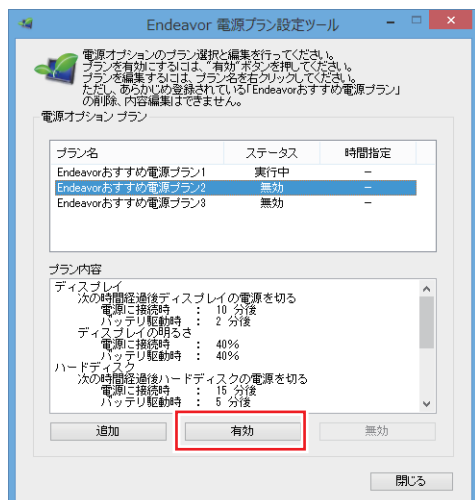 Endeavor 電源プラン設定ツール
電源オプションのプラン選択と編集を行ってください。
プランを有効にするには、"有効"ボタンを押してください。
プランを編集するには、プラン名を右クリックしてください。
ただし、あらかじめ登録されている「Endeavorおすすめ電源プラン」
の削除、内容編集はできません。
電源オプション プラン
プラン名 ステータス 時間指定
Endeavorおすすめ電源プラン1 実行中 −
Endeavorおすすめ電源プラン2 無効 −
Endeavorおすすめ電源プラン3 無効 −
プラン内容
ディスプレイ
次の時間経過後ディスプレイの電源を切る
電源に接続時 : 10 分後
バッテリ駆動時 : 2 分後
ディスプレイの明るさ
電源に接続時 : 40%
バッテリ駆動時 : 40%
ハードディスク
次の時間経過後ハードディスクの電源を切る
電源に接続時 : 15 分後
バッテリ駆動時 : 5 分後
追加 有効 無効
閉じる